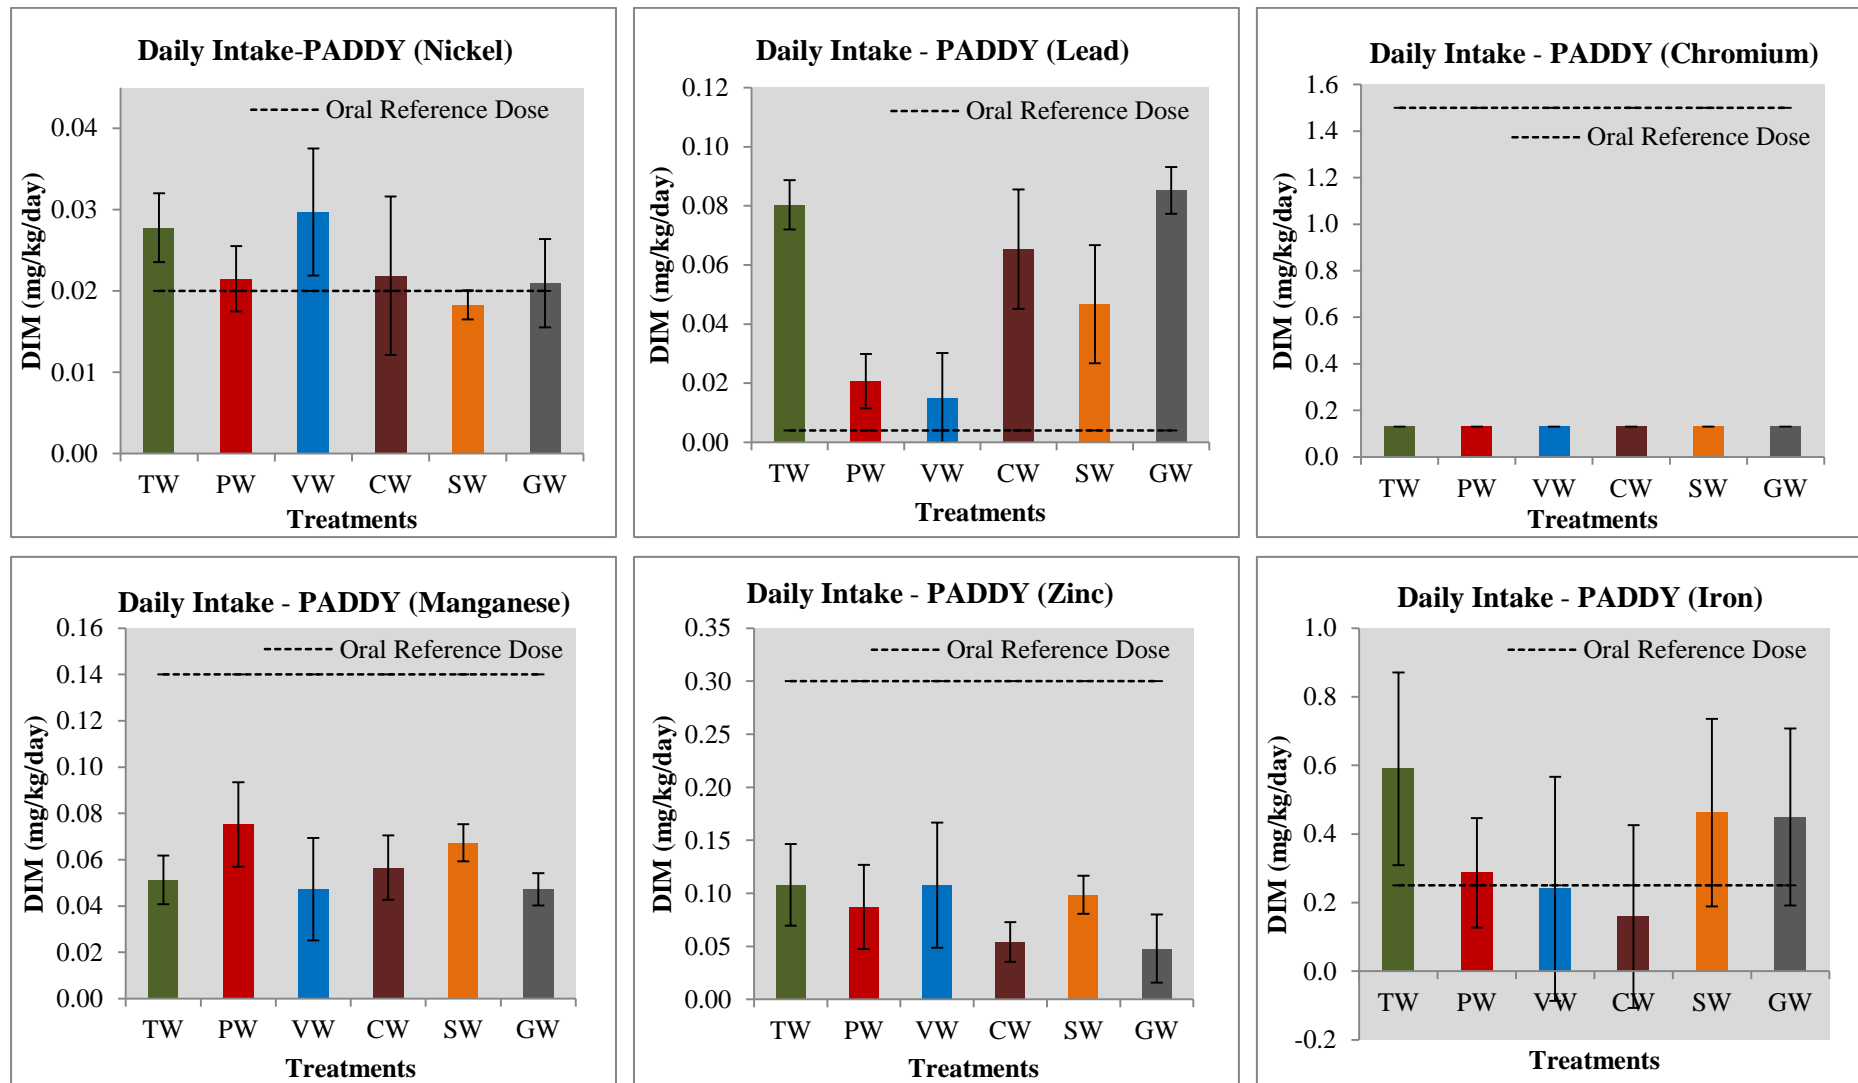 Daily Intake-PADDY (Nickel)
Oral Reference Dose
0.04
0.03
0.02
0.01
0.00
DIM (mg/kg/day)
TW PW VW CW SW GW
Treatments
Daily Intake - PADDY (Lead)
Oral Reference Dose
0.12
0.10
0.08
0.06
0.04
0.02
0.00
DIM (mg/kg/day)
TW PW VW CW SW GW
Treatments
Daily Intake - PADDY (Chromium)
Oral Reference Dose
1.6
1.4
1.2
1.0
0.8
0.6
0.4
0.2
0.0
DIM (mg/kg/day)
TW PW VW CW SW GW
Treatments
Daily Intake - PADDY (Manganese)
Oral Reference Dose
0.16
0.14
0.12
0.10
0.08
0.06
0.04
0.02
0.00
DIM (mg/kg/day)
TW PW VW CW SW GW
Treatments
Daily Intake - PADDY (Zinc)
Oral Reference Dose
0.35
0.30
0.25
0.20
0.15
0.10
0.05
0.00
DIM (mg/kg/day)
TW PW VW CW SW GW
Treatments
Daily Intake - PADDY (Iron)
Oral Reference Dose
1.0
0.8
0.6
0.4
0.2
0.0
-0.2
DIM (mg/kg/day)
TW PW VW CW SW GW
Treatments